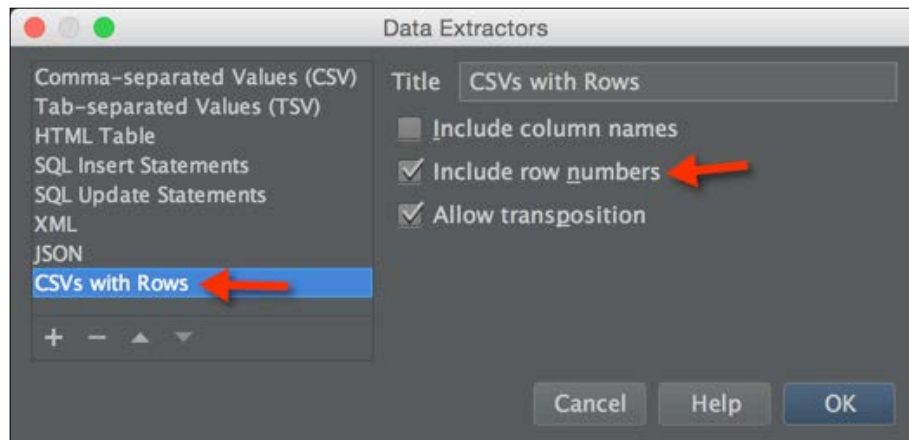 Data Extractors
Comma-separated Values (CSV)
Tab-separated Values (TSV)
HTML Table
SQL Insert Statements
SQL Update Statements
XML
JSON
CSVs with Rows
Title CSVs with Rows
Include column names
Include row numbers
Allow transposition
Cancel Help OK